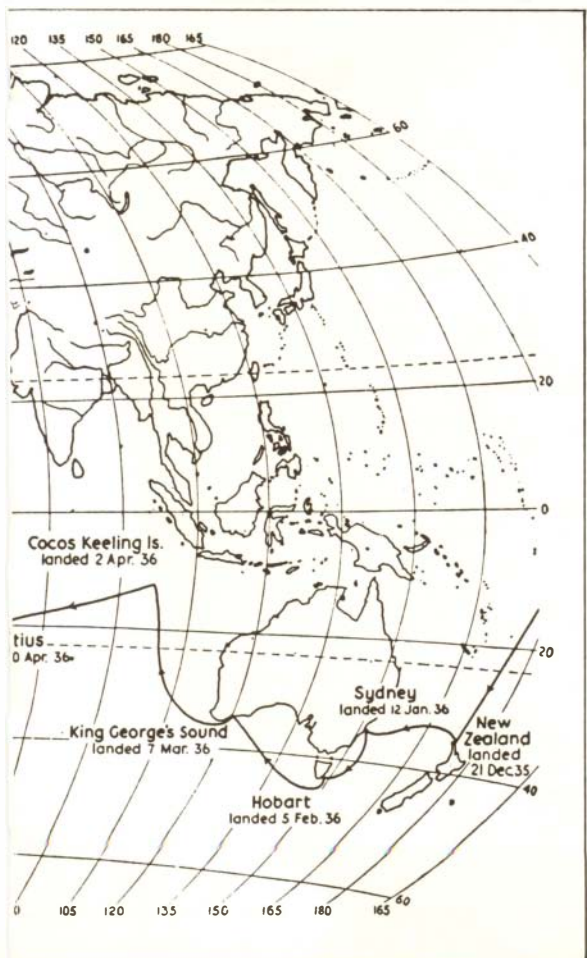 120 135 150 165 180 165
60
40
20
0
Cocos Keeling Is.
landed 2 Apr. 36
tius
0 Apr. 36
20
Sydney
landed 12 Jan. 36
King George's Sound
landed 7 Mar. 36
New
Zealand
landed
21 Dec 35
40
Hobart
landed 5 Feb. 36
60
0 105 120 135 150 165 180 165